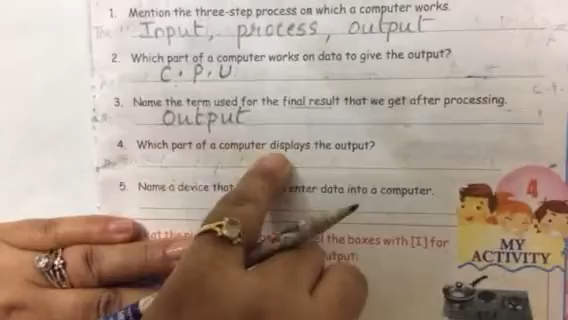 1. Mention the three-step process on which a computer works.
Input, process, output
2. Which part of a computer works on data to give the output?
C.P.U
3. Name the term used for the final result that we get after processing.
Output
4. Which part of a computer displays the output?
5. Name a device that enter data into a computer.
the boxes with [I] for
4
MY
ACTIVITY